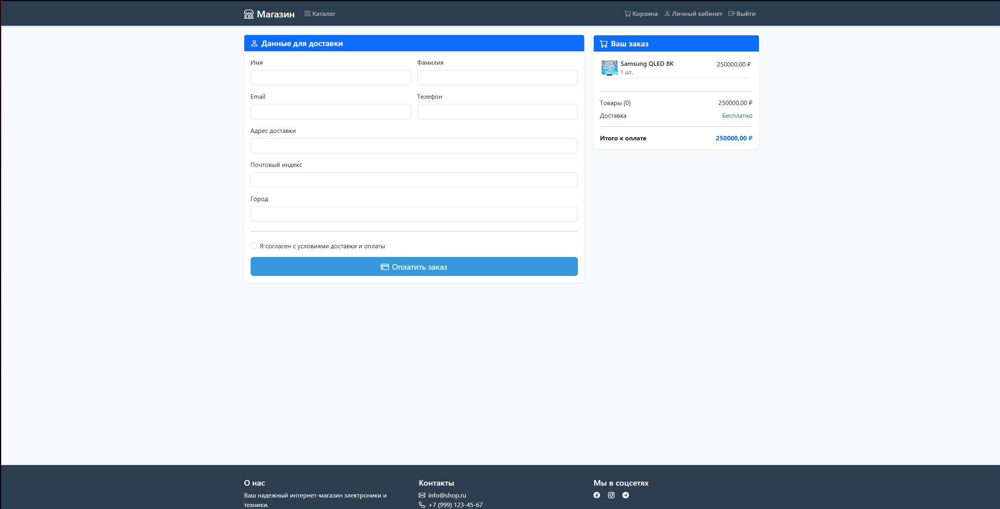 Магазин
Каталог
Корзина
Личный кабинет
Выйти
Данные для доставки
Имя
Фамилия
Email
Телефон
Адрес доставки
Почтовый индекс
Город
Я согласен с условиями доставки и оплаты
Оплатить заказ
Ваш заказ
Samsung QLED 8K
250000,00 ₽
1 шт.
Товары (0)
250000,00 ₽
Доставка
Бесплатно
Итого к оплате
250000,00 ₽
О нас
Ваш надежный интернет-магазин электроники и
техники.
Контакты
info@shop.ru
+7 (999) 123-45-67
Мы в соцсетях